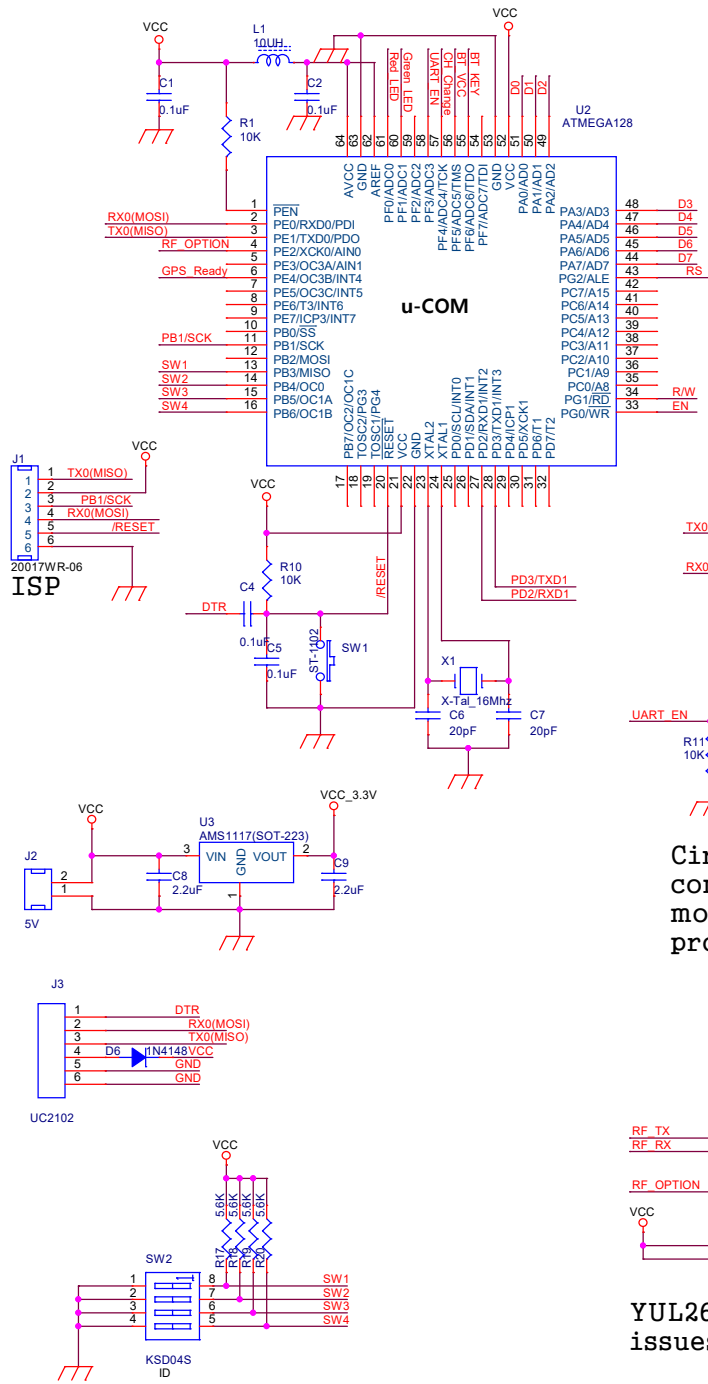 VCC
L1
10UH
C1
0.1uF
C2
0.1uF
R1
10K
VCC
Red_LED
Green_LED
UART_EN
CH_Change
BT_VCC
BT_KEY
D0
D1
D2
U2
ATMEGA128
64 63 62 61 60 59 58 57 56 55 54 53 52 51 50 49
AVCC
GND
AREF
PF0/ADC0
PF1/ADC1
PF2/ADC2
PF3/ADC3
PF4/ADC4/TCK
PF5/ADC5/TMS
PF6/ADC6/TDO
PF7/ADC7/TDI
GND
VCC
PA0/AD0
PA1/AD1
PA2/AD2
1 PEN
RX0(MOSI) 2 PE0/RXD0/PDI
TX0(MISO) 3 PE1/TXD0/PDO
RF_OPTION 4 PE2/XCK0/AIN0
5 PE3/OC3A/AIN1
GPS_Ready 6 PE4/OC3B/INT4
7 PE5/OC3C/INT5
8 PE6/T3/INT6
9 PE7/ICP3/INT7
10 PB0/SS
PB1/SCK 11 PB1/SCK
12 PB2/MOSI
SW1 13 PB3/MISO
SW2 14 PB4/OC0
SW3 15 PB5/OC1A
SW4 16 PB6/OC1B
u-COM
PA3/AD3 48 D3
PA4/AD4 47 D4
PA5/AD5 46 D5
PA6/AD6 45 D6
PA7/AD7 44 D7
PG2/ALE 43 RS
PC7/A15 42
PC6/A14 41
PC5/A13 40
PC4/A12 39
PC3/A11 38
PC2/A10 37
PC1/A9 36
PC0/A8 35
PG1/RD 34 R/W
PG0/WR 33 EN
PB7/OC2/OC1C
TOSC2/PG3
TOSC1/PG4
RESET
VCC
GND
XTAL2
XTAL1
PD0/SCL/INT0
PD1/SDA/INT1
PD2/RXD1/INT2
PD3/TXD1/INT3
PD4/ICP1
PD5/XCK1
PD6/T1
PD7/T2
17 18 19 20 21 22 23 24 25 26 27 28 29 30 31 32
J1
VCC
1 1 TX0(MISO)
2 2
3 3 PB1/SCK
4 4 RX0(MOSI)
5 5 /RESET
6 6
20017WR-06
ISP
VCC
R10
10K
/RESET
DTR
C4
0.1uF
C5
0.1uF
ST-1102
SW1
PD3/TXD1
PD2/RXD1
X1
X-Tal_16Mhz
C6
20pF
C7
20pF
TX0
RX0
UART_EN
R11
10K
VCC
J2
2
1
5V
C8
2.2uF
U3
AMS1117(SOT-223)
3 VIN
GND
VOUT 2
1
VCC_3.3V
C9
2.2uF
Cir
con
mo
pro
J3
1 DTR
2 RX0(MOSI)
3 TX0(MISO)
4 D6 1N4148 VCC
5 GND
6 GND
UC2102
VCC
5.6K
5.6K
5.6K
5.6K
R17
R18
R19
R20
SW2
1 8 SW1
2 7 SW2
3 6 SW3
4 5 SW4
KSD04S
ID
RF_TX
RF_RX
RF_OPTION
VCC
YUL26
issues